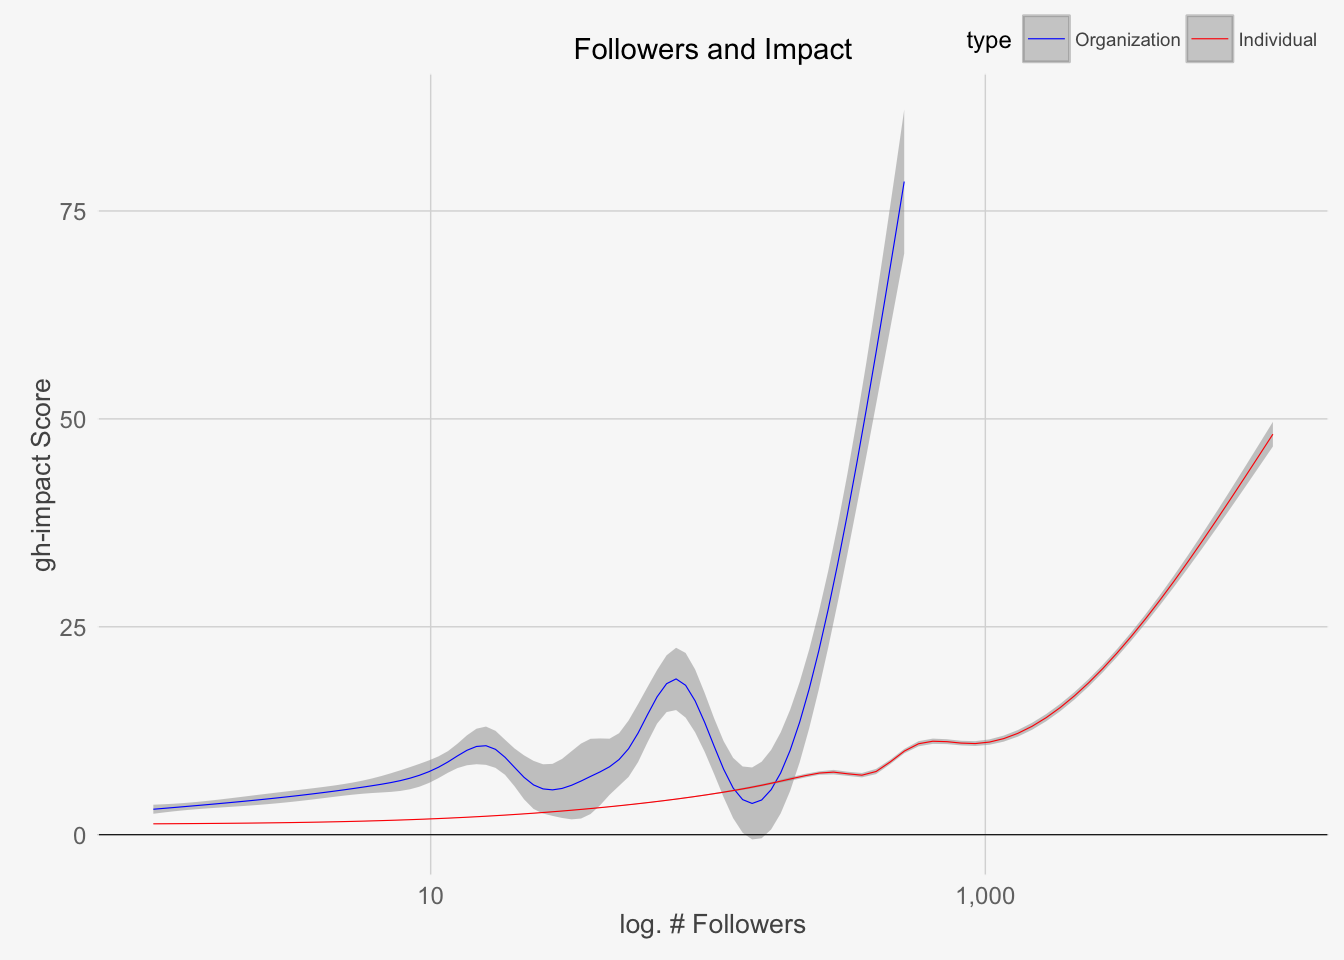 Followers and Impact
type Organization Individual
75
50
25
0
gh-impact Score
10 1,000
log. # Followers